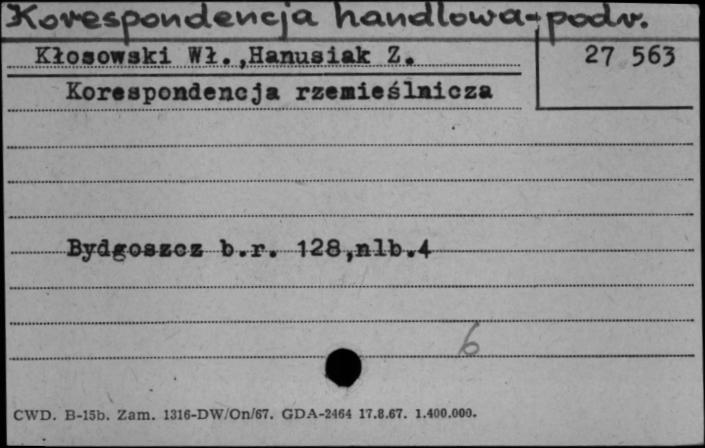 Korespondencja handlowa-podr.
Kłosowski Wł.,Hanusiak Z.
27 563
Korespondencja rzemieślnicza
Bydgoszcz b.r. 128,nlb.4
6
CWD. B-15b. Zam. 1316-DW/On/67. GDA-2464 17.8.67. 1.400.000.